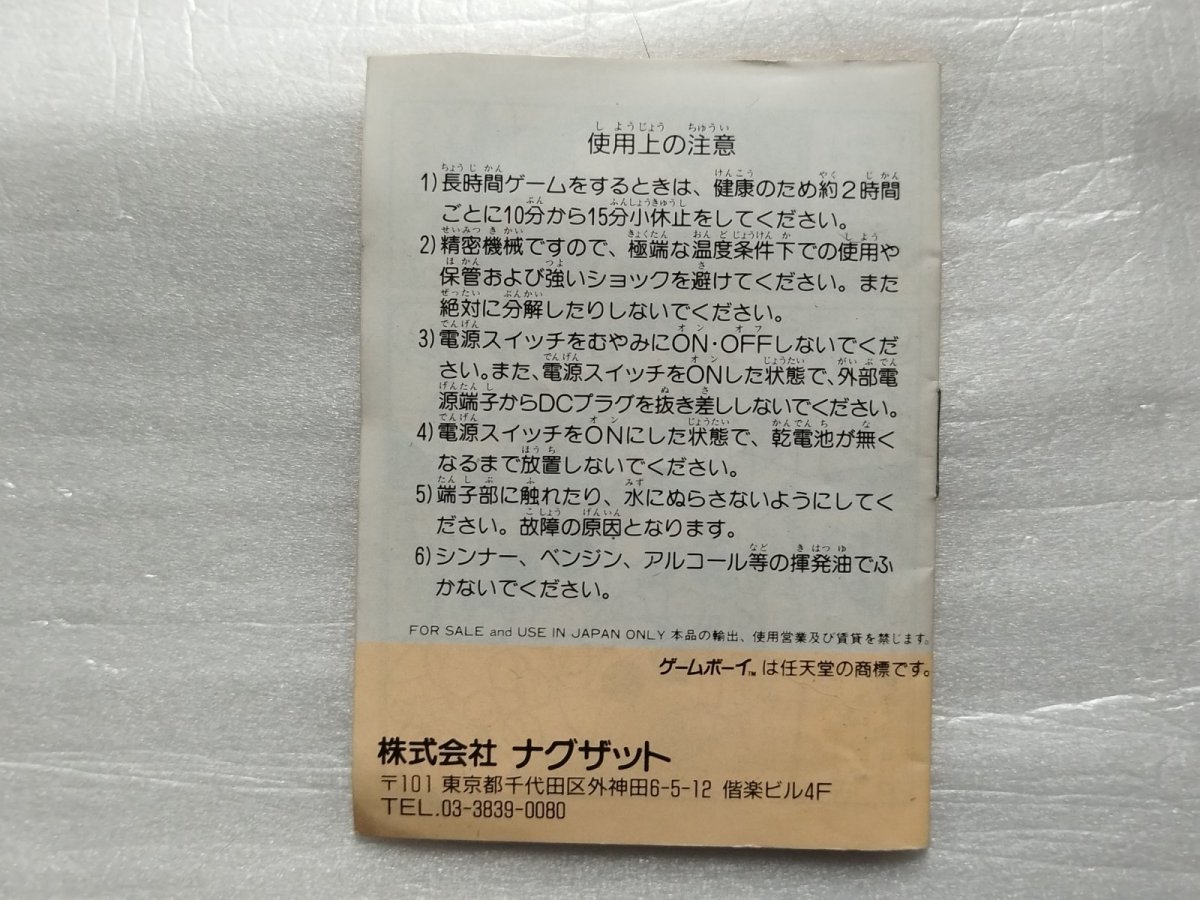 使用上の注意
1)長時間ゲームをするときは、健康のため約2時間
ごとに10分から15分小休止をしてください。
2)精密機械ですので、極端な温度条件下での使用や
保管および強いショックを避けてください。また
絶対に分解したりしないでください。
3)電源スイッチをむやみにON・OFFしないでくだ
さい。また、電源スイッチをONした状態で、外部電
源端子からDCプラグを抜き差ししないでください。
4)電源スイッチをONにした状態で、乾電池が無く
なるまで放置しないでください。
5)端子部に触れたり、水にぬらさないようにしてく
ださい。故障の原因となります。
6)シンナー、ベンジン、アルコール等の揮発油でふ
かないでください。
FOR SALE and USE IN JAPAN ONLY 本品の輸出、使用営業及び賃貸を禁じます。
ゲームボーイ™は任天堂の商標です。
株式会社 ナグザット
〒101 東京都千代田区外神田6-5-12 偕楽ビル4F
TEL.03-3839-0080